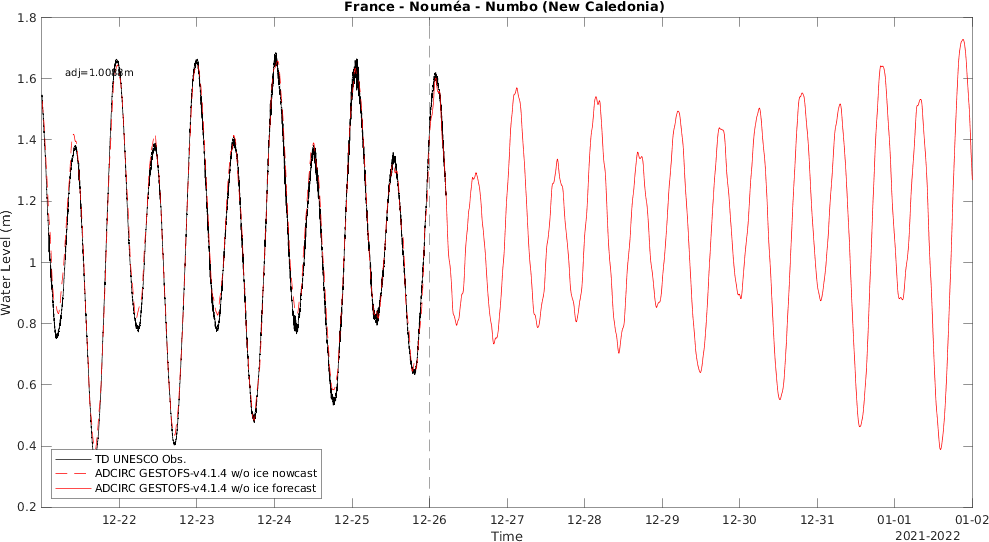 France - Nouméa - Numbo (New Caledonia)
adj=1.0088m
Water Level (m)
1.8
1.6
1.4
1.2
1
0.8
0.6
0.4
0.2
TD UNESCO Obs.
ADCIRC GESTOFS-v4.1.4 w/o ice nowcast
ADCIRC GESTOFS-v4.1.4 w/o ice forecast
12-22 12-23 12-24 12-25 12-26 12-27 12-28 12-29 12-30 12-31 01-01 01-02
Time
2021-2022